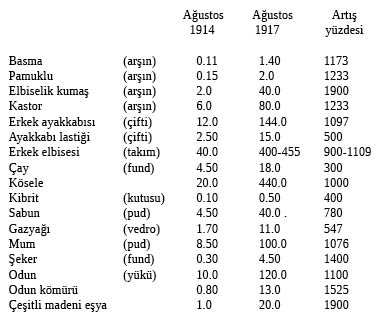 Ağustos Ağustos Artış
1914 1917 yüzdesi
Basma (arşın) 0.11 1.40 1173
Pamuklu (arşın) 0.15 2.0 1233
Elbiselik kumaş (arşın) 2.0 40.0 1900
Kastor (arşın) 6.0 80.0 1233
Erkek ayakkabısı (çifti) 12.0 144.0 1097
Ayakkabı lastiği (çifti) 2.50 15.0 500
Erkek elbisesi (takım) 40.0 400-455 900-1109
Çay (fund) 4.50 18.0 300
Kösele 20.0 440.0 1000
Kibrit (kutusu) 0.10 0.50 400
Sabun (pud) 4.50 40.0 . 780
Gazyağı (vedro) 1.70 11.0 547
Mum (pud) 8.50 100.0 1076
Şeker (fund) 0.30 4.50 1400
Odun (yükü) 10.0 120.0 1100
Odun kömürü 0.80 13.0 1525
Çeşitli madeni eşya 1.0 20.0 1900